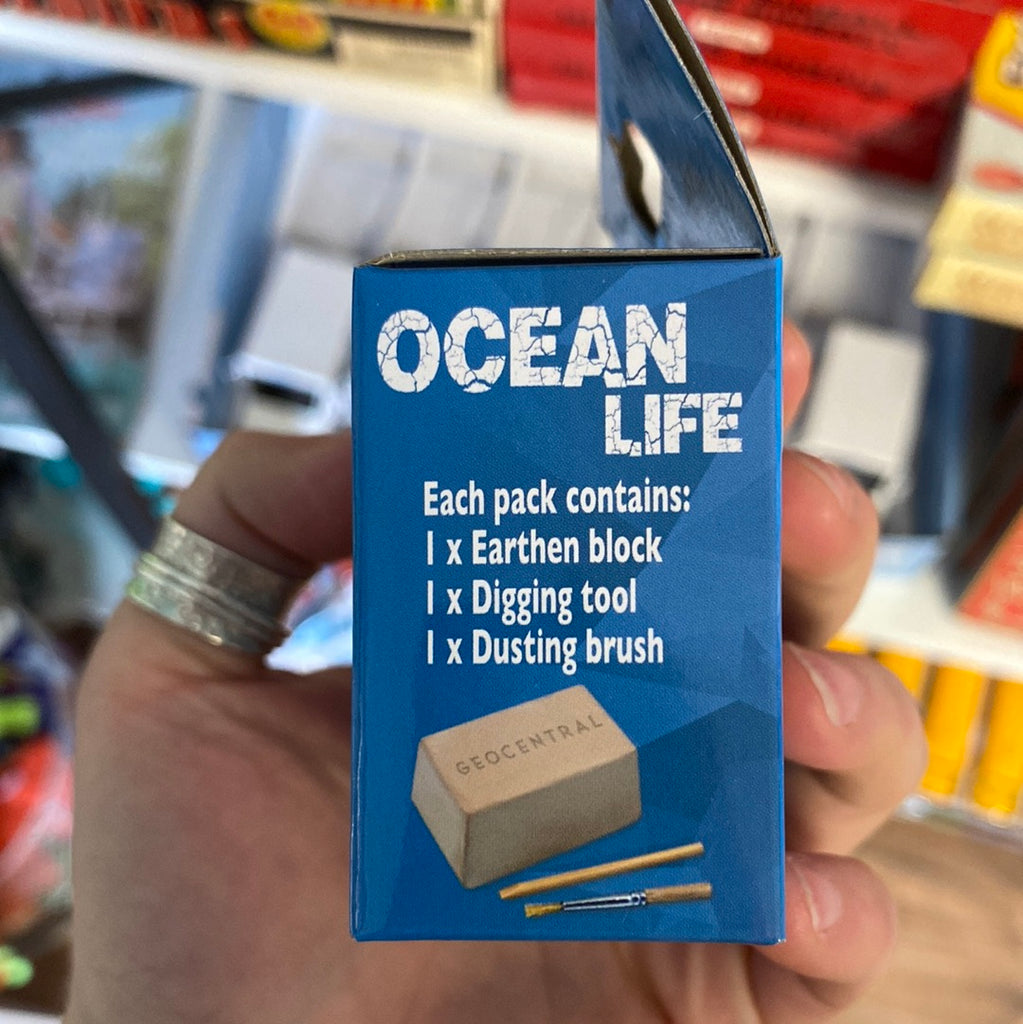 OCEAN
LIFE
Each pack contains:
1 x Earthen block
1 x Digging tool
1 x Dusting brush
GEOCENTRAL